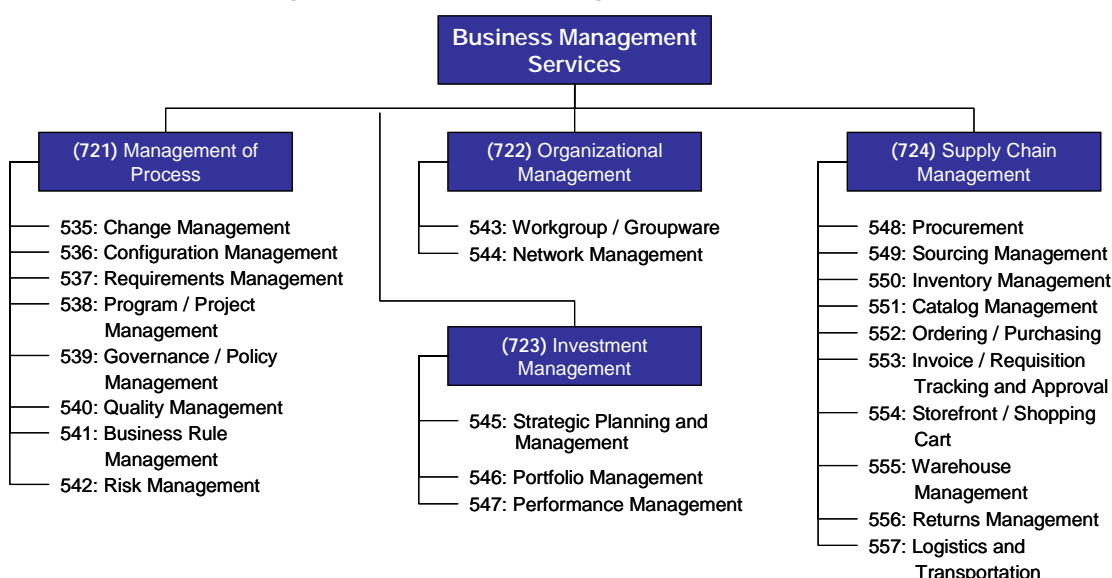 Business Management
Services
(721) Management of
Process
535: Change Management
536: Configuration Management
537: Requirements Management
538: Program / Project
Management
539: Governance / Policy
Management
540: Quality Management
541: Business Rule
Management
542: Risk Management
(722) Organizational
Management
543: Workgroup / Groupware
544: Network Management
(723) Investment
Management
545: Strategic Planning and
Management
546: Portfolio Management
547: Performance Management
(724) Supply Chain
Management
548: Procurement
549: Sourcing Management
550: Inventory Management
551: Catalog Management
552: Ordering / Purchasing
553: Invoice / Requisition
Tracking and Approval
554: Storefront / Shopping
Cart
555: Warehouse
Management
556: Returns Management
557: Logistics and
Transportation